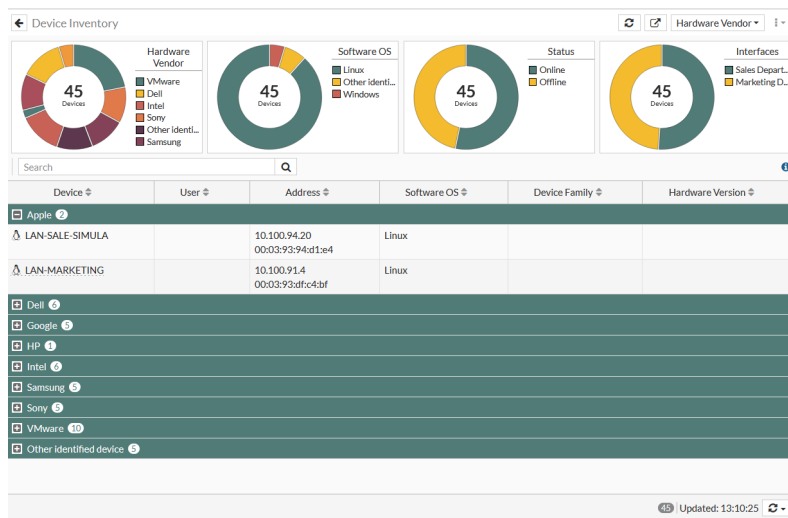 Device Inventory
Hardware Vendor
Hardware Vendor
45
Devices
VMware
Dell
Intel
Sony
Other identi...
Samsung
Software OS
45
Devices
Linux
Other identi...
Windows
Status
45
Devices
Online
Offline
Interfaces
45
Devices
Sales Depart...
Marketing D...
Search
Device User Address Software OS Device Family Hardware Version
Apple 2
LAN-SALE-SIMULA 10.100.94.20 Linux
00:03:93:94:d1:e4
LAN-MARKETING 10.100.91.4 Linux
00:03:93:df:c4:bf
Dell 6
Google 5
HP 1
Intel 6
Samsung 5
Sony 5
VMware 10
Other identified device 5
45 Updated: 13:10:25